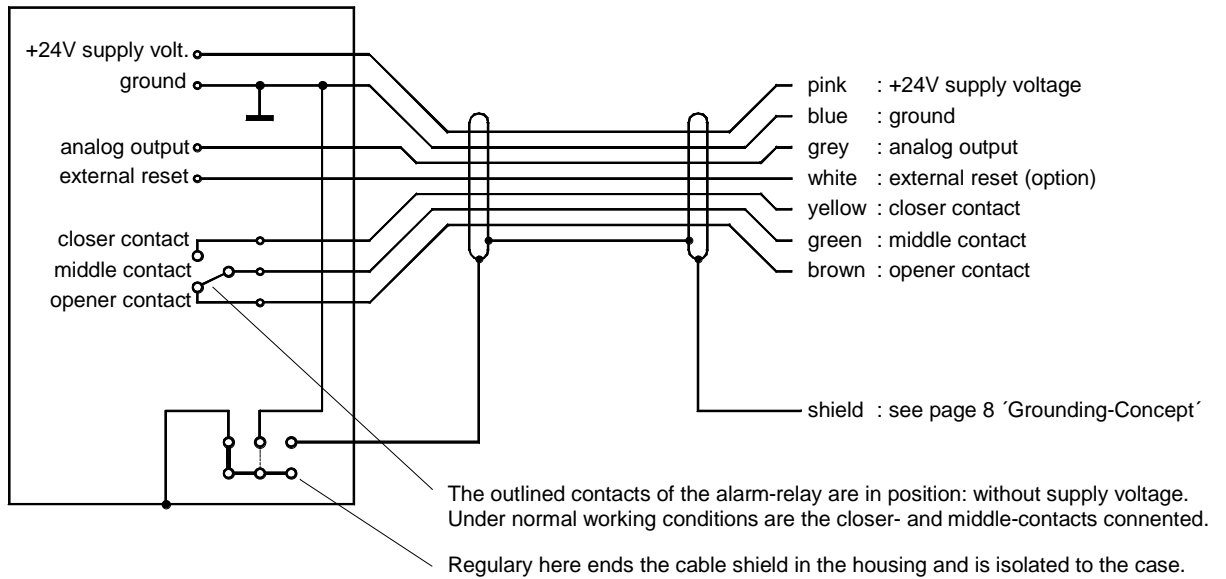 +24V supply volt.
ground
analog output
external reset
closer contact
middle contact
opener contact
pink : +24V supply voltage
blue : ground
grey : analog output
white : external reset (option)
yellow : closer contact
green : middle contact
brown : opener contact
shield : see page 8 ´Grounding-Concept´
The outlined contacts of the alarm-relay are in position: without supply voltage.
Under normal working conditions are the closer- and middle-contacts connented.
Regulary here ends the cable shield in the housing and is isolated to the case.